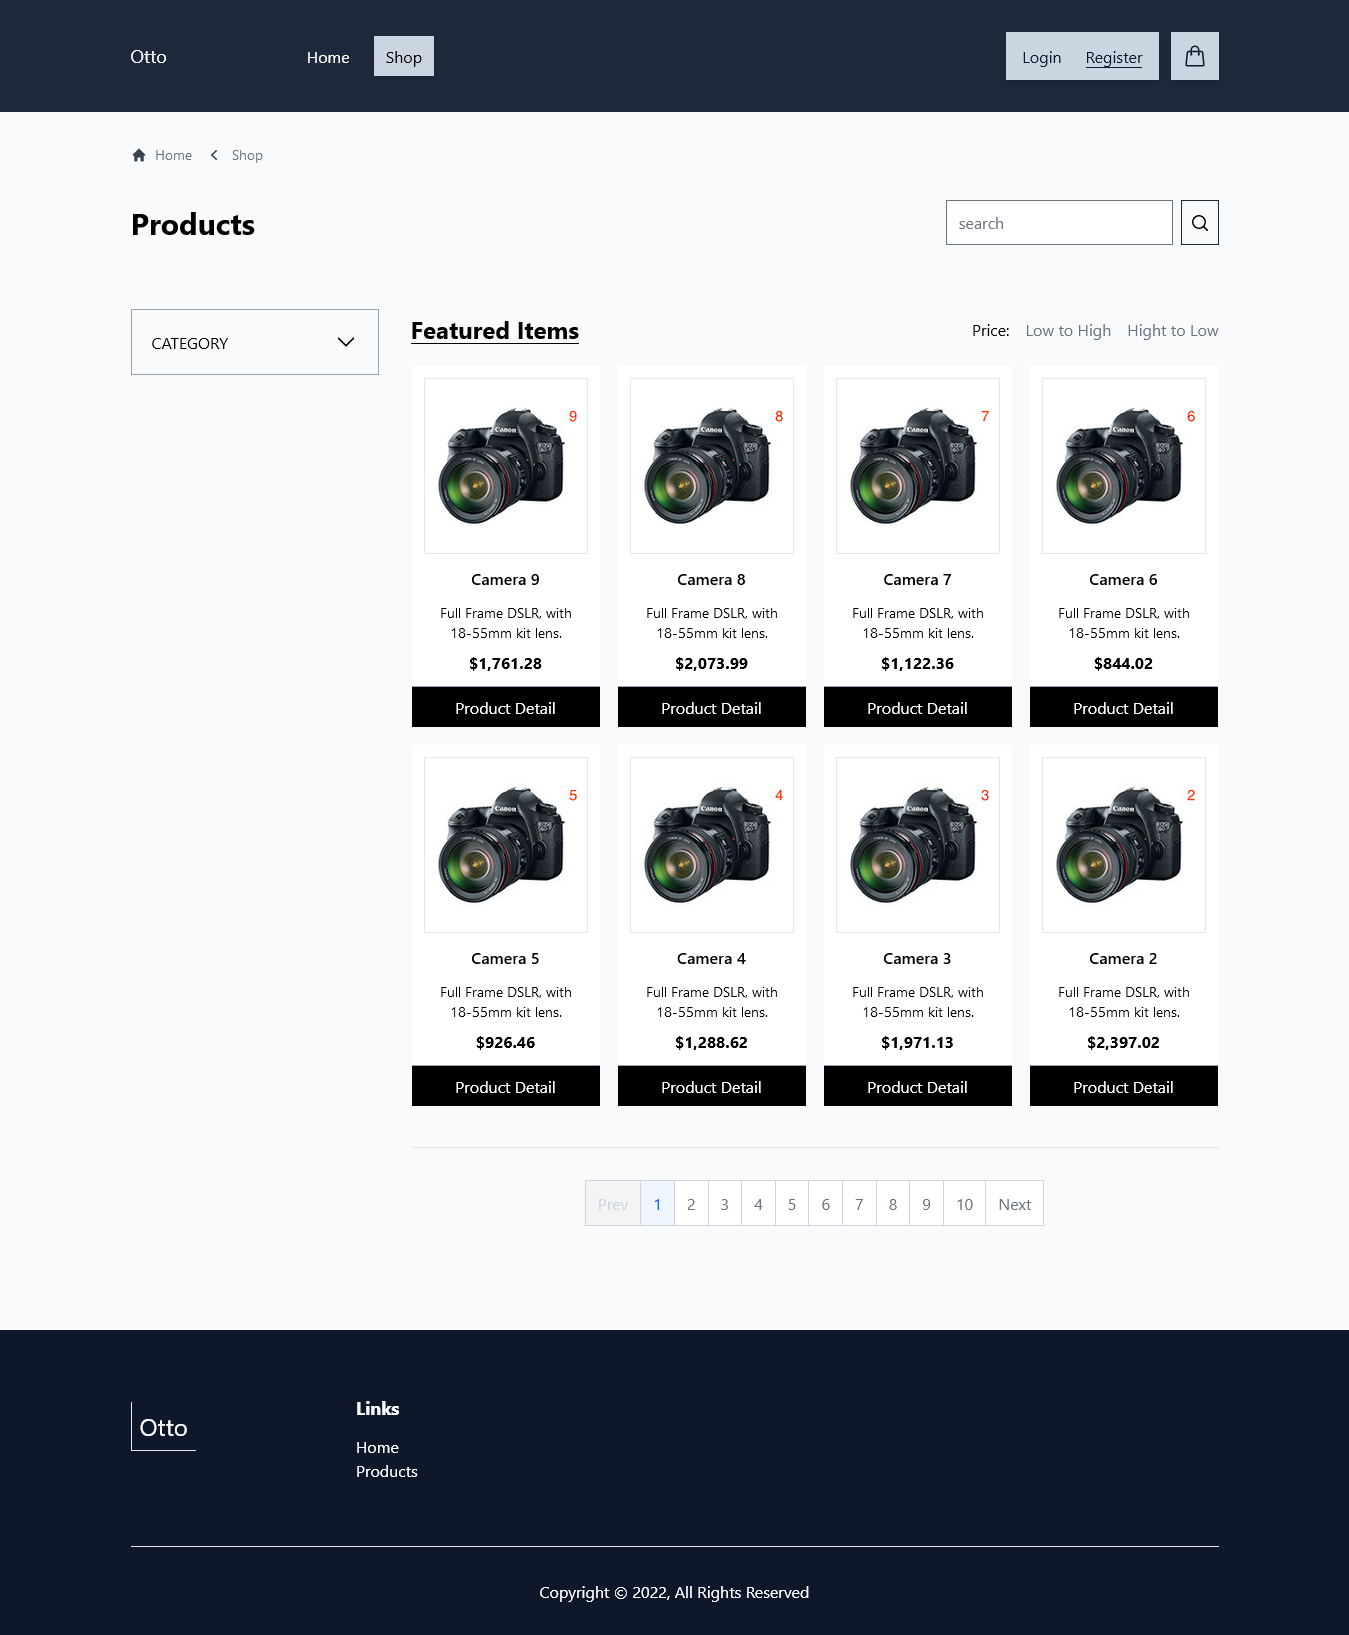 Otto
Home
Shop
Login
Register
Home
Shop
Products
search
CATEGORY
Featured Items
Price:
Low to High
Hight to Low
9
Canon
8
Canon
7
Canon
6
Canon
Camera 9
Full Frame DSLR, with
18-55mm kit lens.
$1,761.28
Product Detail
Camera 8
Full Frame DSLR, with
18-55mm kit lens.
$2,073.99
Product Detail
Camera 7
Full Frame DSLR, with
18-55mm kit lens.
$1,122.36
Product Detail
Camera 6
Full Frame DSLR, with
18-55mm kit lens.
$844.02
Product Detail
5
Canon
4
Canon
3
Canon
2
Canon
Camera 5
Full Frame DSLR, with
18-55mm kit lens.
$926.46
Product Detail
Camera 4
Full Frame DSLR, with
18-55mm kit lens.
$1,288.62
Product Detail
Camera 3
Full Frame DSLR, with
18-55mm kit lens.
$1,971.13
Product Detail
Camera 2
Full Frame DSLR, with
18-55mm kit lens.
$2,397.02
Product Detail
Prev 1 2 3 4 5 6 7 8 9 10 Next
Otto
Links
Home
Products
Copyright © 2022, All Rights Reserved